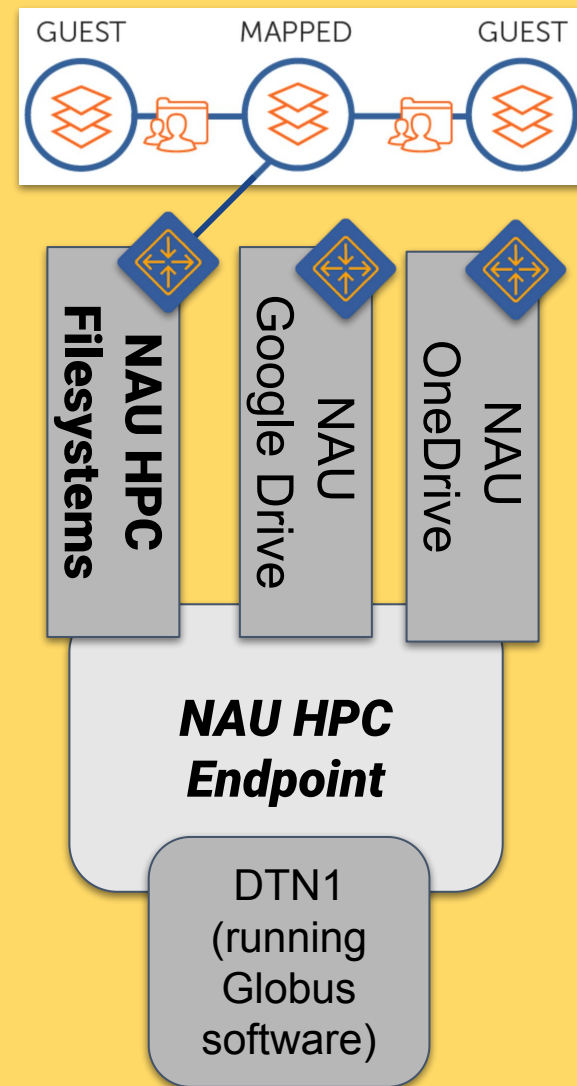 GUEST MAPPED GUEST
NAU HPC
Filesystems
NAU
Google Drive
NAU
OneDrive
NAU HPC
Endpoint
DTN1
(running
Globus
software)